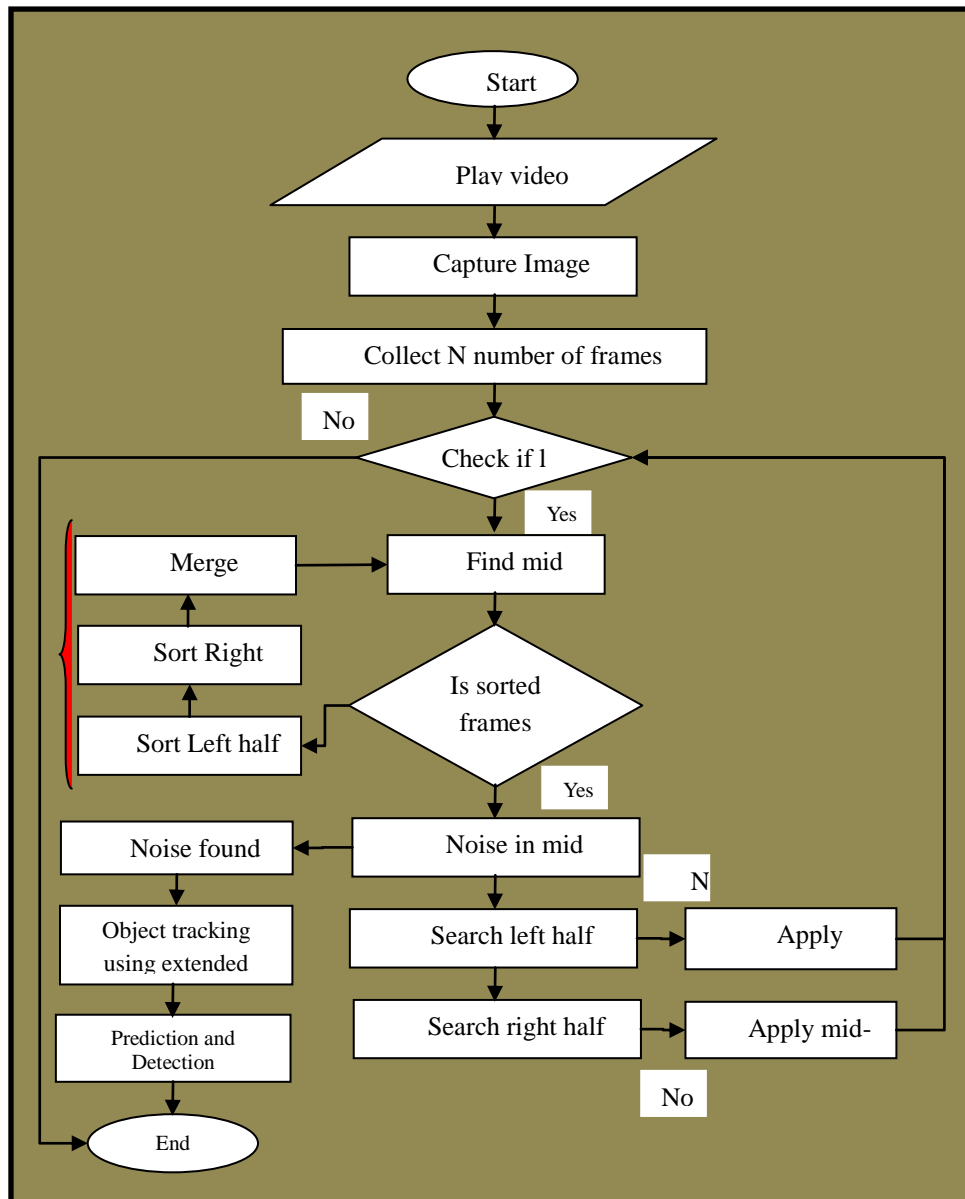 Start
Play video
Capture Image
Collect N number of frames
No
Check if l
Yes
Merge
Find mid
Sort Right
Is sorted
frames
Sort Left half
Yes
Noise found
Noise in mid
N
Object tracking
using extended
Search left half
Apply
Search right half
Apply mid-
Prediction and
Detection
No
End